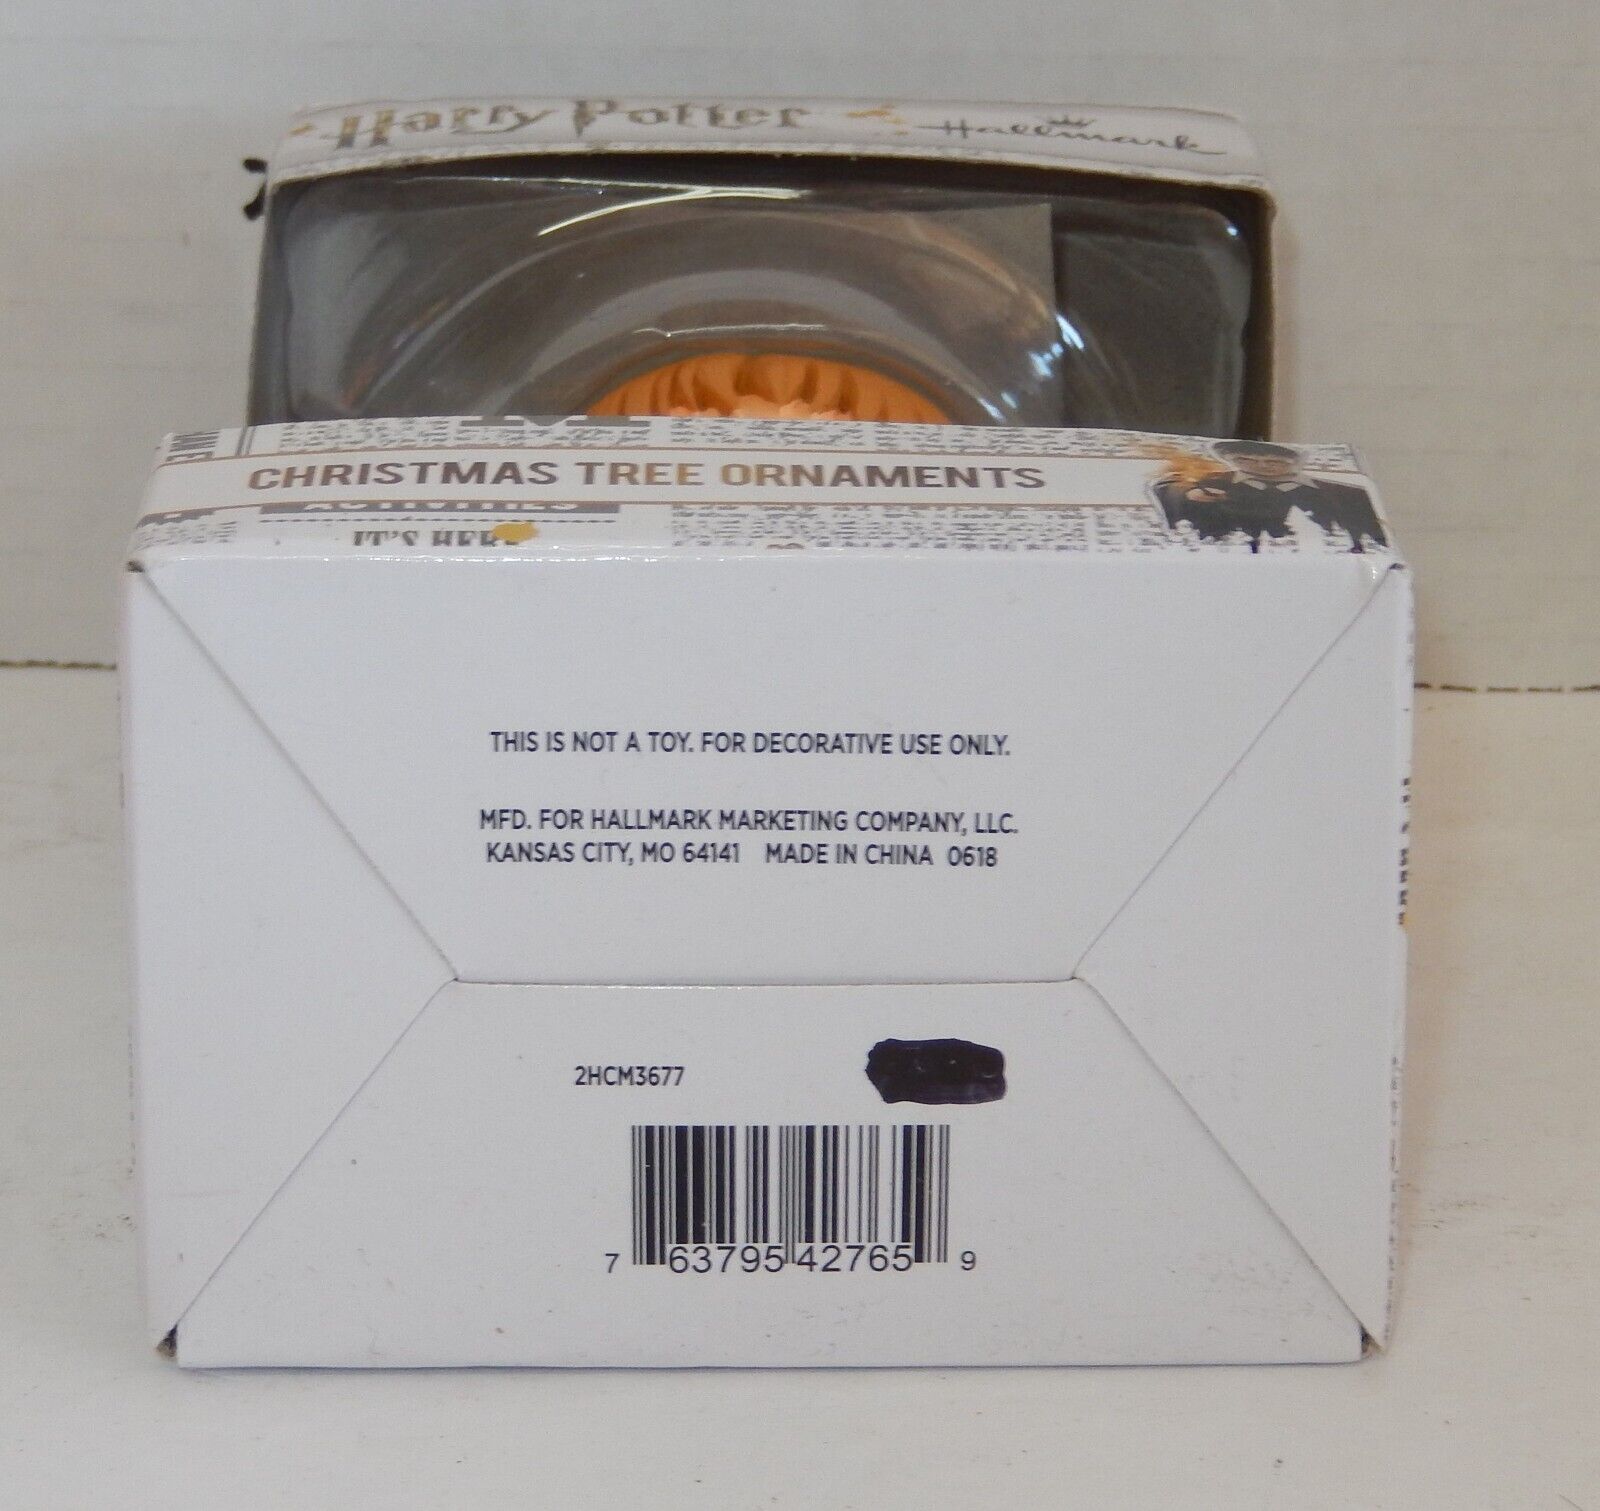 Harry Potter
Hallmark
CHRISTMAS TREE ORNAMENTS
ACTIVITIES
IT'S HERE
THIS IS NOT A TOY. FOR DECORATIVE USE ONLY.
MFD. FOR HALLMARK MARKETING COMPANY, LLC.
KANSAS CITY, MO 64141 MADE IN CHINA 0618
2HCM3677
7 63795 42765 9